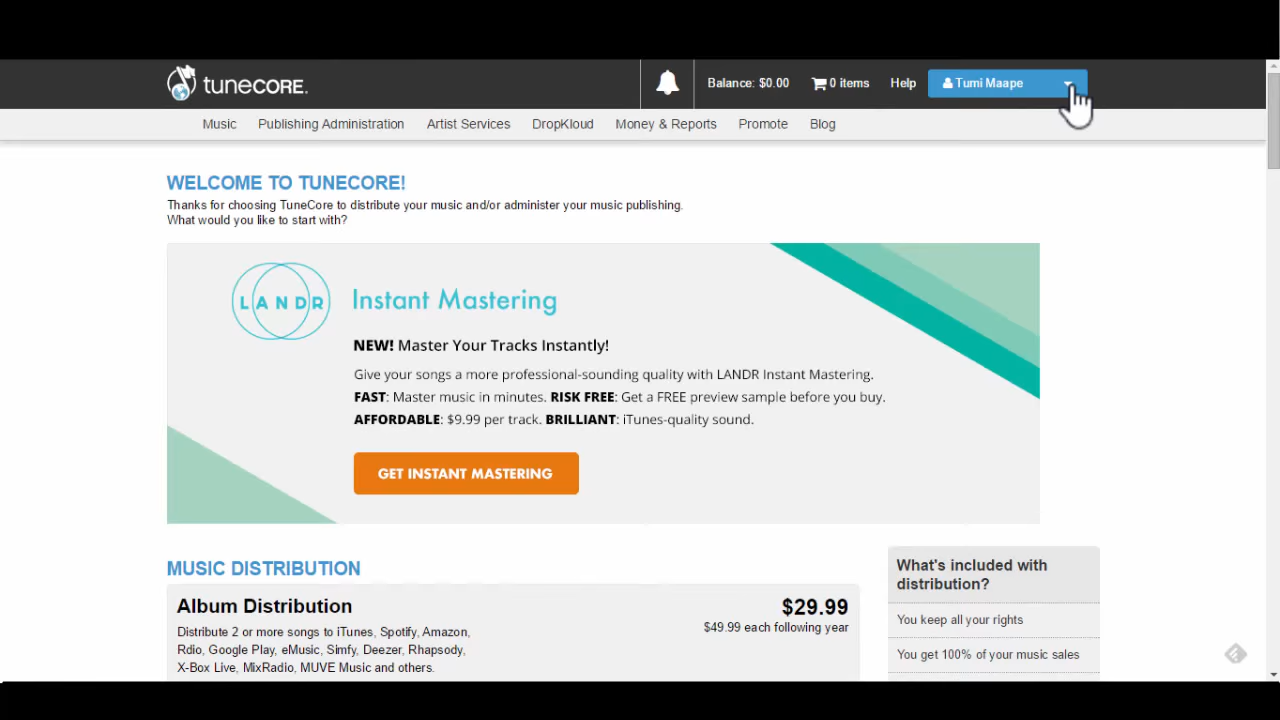 tunecore.
Balance: $0.00
0 items
Help
Tumi Maape
Music
Publishing Administration
Artist Services
DropKloud
Money & Reports
Promote
Blog
WELCOME TO TUNECORE!
Thanks for choosing TuneCore to distribute your music and/or administer your music publishing.
What would you like to start with?
LANDR
Instant Mastering
NEW! Master Your Tracks Instantly!
Give your songs a more professional-sounding quality with LANDR Instant Mastering.
FAST: Master music in minutes. RISK FREE: Get a FREE preview sample before you buy.
AFFORDABLE: $9.99 per track. BRILLIANT: iTunes-quality sound.
GET INSTANT MASTERING
MUSIC DISTRIBUTION
Album Distribution
$29.99
$49.99 each following year
Distribute 2 or more songs to iTunes, Spotify, Amazon,
Rdio, Google Play, eMusic, Simfy, Deezer, Rhapsody,
X-Box Live, MixRadio, MUVE Music and others.
What's included with
distribution?
You keep all your rights
You get 100% of your music sales